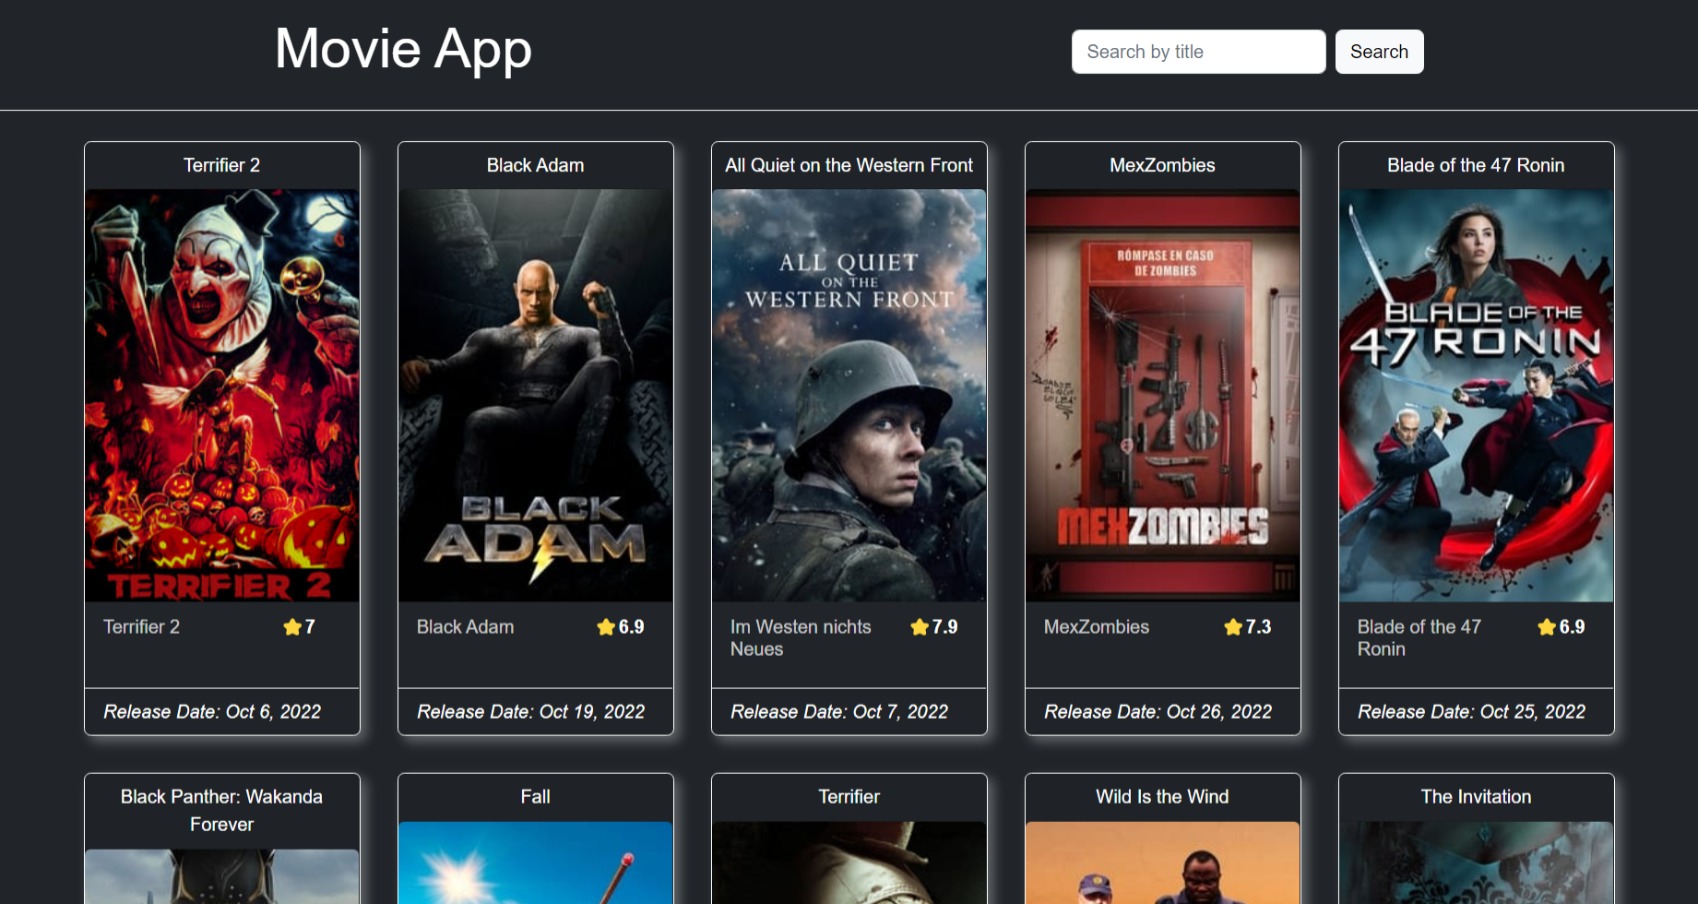 Movie App
Search by title
Search
Terrifier 2
Black Adam
All Quiet on the Western Front
MexZombies
Blade of the 47 Ronin
TERRIFIER 2
BLACK
ADAM
ALL QUIET
ON THE
WESTERN FRONT
RÓMPASE EN CASO
DE ZOMBIES
MEXZOMBIES
BLADE OF THE
47 RONIN
Terrifier 2
7
Black Adam
6.9
Im Westen nichts
Neues
7.9
MexZombies
7.3
Blade of the 47
Ronin
6.9
Release Date: Oct 6, 2022
Release Date: Oct 19, 2022
Release Date: Oct 7, 2022
Release Date: Oct 26, 2022
Release Date: Oct 25, 2022
Black Panther: Wakanda
Forever
Fall
Terrifier
Wild Is the Wind
The Invitation